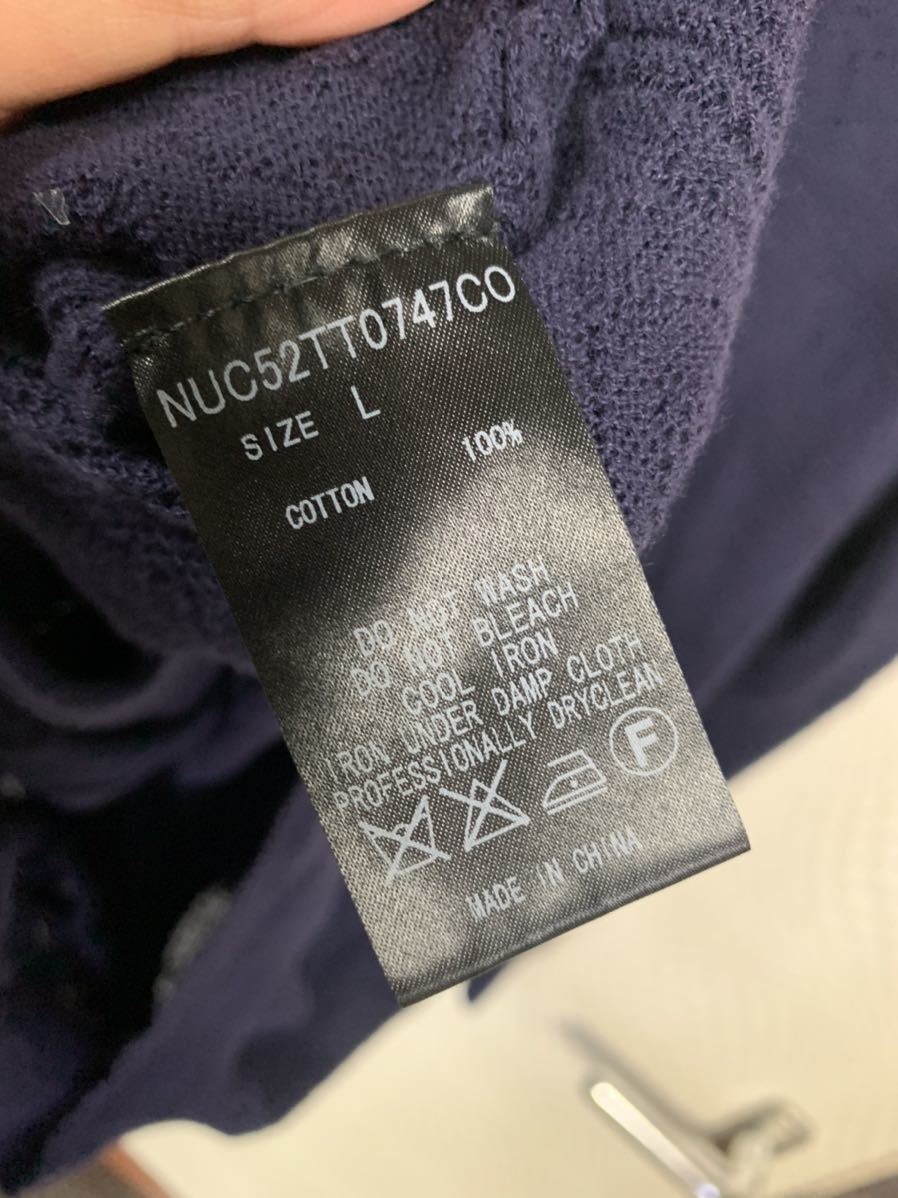 NUC52TT0747CO
SIZE L
COTTON 100%
DO NOT WASH
DO NOT BLEACH
COOL IRON
IRON UNDER DAMP CLOTH
PROFESSIONALLY DRYCLEAN
F
MADE IN CHINA